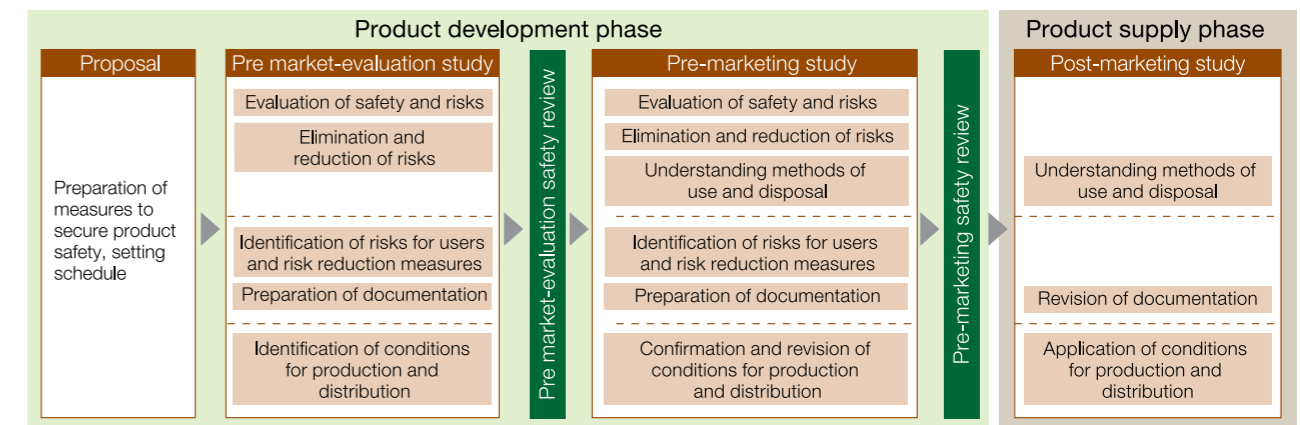 Product development phase
Product supply phase
Proposal
Preparation of
measures to
secure product
safety, setting
schedule
Pre market-evaluation study
Evaluation of safety and risks
Elimination and
reduction of risks
Identification of risks for users
and risk reduction measures
Preparation of documentation
Identification of conditions
for production and
distribution
Pre market-evaluation safety review
Pre-marketing study
Evaluation of safety and risks
Elimination and reduction of risks
Understanding methods of
use and disposal
Identification of risks for users
and risk reduction measures
Preparation of documentation
Confirmation and revision of
conditions for production
and distribution
Pre-marketing safety review
Post-marketing study
Understanding methods of
use and disposal
Revision of documentation
Application of conditions
for production and
distribution